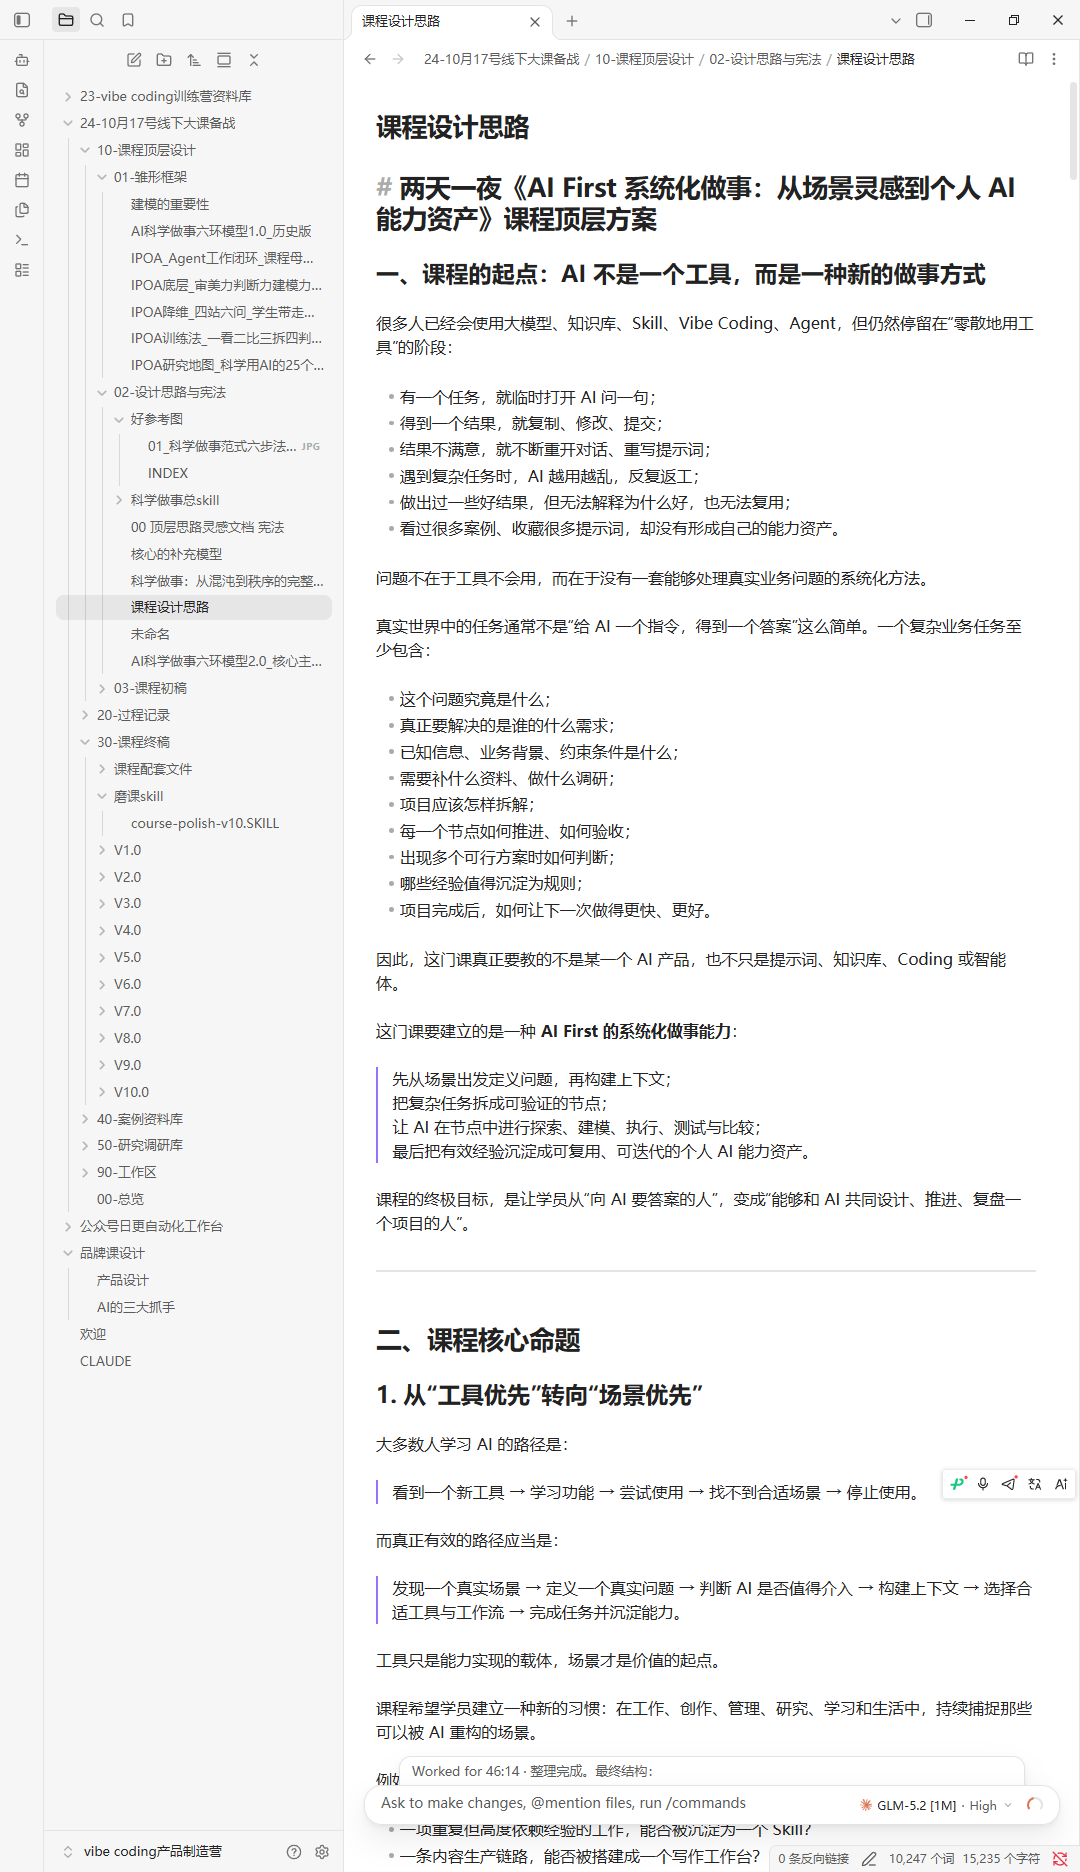 课程设计思路
24-10月17号线下大课备战 / 10-课程顶层设计 / 02-设计思路与宪法 / 课程设计思路
23-vibe coding训练营资料库
24-10月17号线下大课备战
10-课程顶层设计
01-雏形框架
建模的重要性
AI科学做事六环模型1.0_历史版
IPOA_Agent工作闭环_课程母...
IPOA底层_审美力判断力建模力...
IPOA降维_四站六问_学生带走...
IPOA训练法_一看二比三拆四判...
IPOA研究地图_科学用AI的25个...
02-设计思路与宪法
好参考图
01_科学做事范式六步法... JPG
INDEX
科学做事总skill
00 顶层思路灵感文档 宪法
核心的补充模型
科学做事：从混沌到秩序的完整...
课程设计思路
未命名
AI科学做事六环模型2.0_核心主...
03-课程初稿
20-过程记录
30-课程终稿
课程配套文件
磨课skill
course-polish-v10.SKILL
V1.0
V2.0
V3.0
V4.0
V5.0
V6.0
V7.0
V8.0
V9.0
V10.0
40-案例资料库
50-研究调研库
90-工作区
00-总览
公众号日更自动化工作台
品牌课设计
产品设计
AI的三大抓手
欢迎
CLAUDE
vibe coding产品制造营
课程设计思路
# 两天一夜《AI First 系统化做事：从场景灵感到个人 AI
能力资产》课程顶层方案
一、课程的起点：AI 不是一个工具，而是一种新的做事方式
很多人已经会使用大模型、知识库、Skill、Vibe Coding、Agent，但仍然停留在“零散地用工
具”的阶段：
• 有一个任务，就临时打开 AI 问一句；
• 得到一个结果，就复制、修改、提交；
• 结果不满意，就不断重开对话、重写提示词；
• 遇到复杂任务时，AI 越用越乱，反复返工；
• 做出过一些好结果，但无法解释为什么好，也无法复用；
• 看过很多案例、收藏很多提示词，却没有形成自己的能力资产。
问题不在于工具不会用，而在于没有一套能够处理真实业务问题的系统化方法。
真实世界中的任务通常不是“给 AI 一个指令，得到一个答案”这么简单。一个复杂业务任务至
少包含：
• 这个问题究竟是什么；
• 真正要解决的是谁的什么需求；
• 已知信息、业务背景、约束条件是什么；
• 需要补什么资料、做什么调研；
• 项目应该怎样拆解；
• 每一个节点如何推进、如何验收；
• 出现多个可行方案时如何判断；
• 哪些经验值得沉淀为规则；
• 项目完成后，如何让下一次做得更快、更好。
因此，这门课真正要教的不是某一个 AI 产品，也不只是提示词、知识库、Coding 或智能
体。
这门课要建立的是一种 AI First 的系统化做事能力：
先从场景出发定义问题，再构建上下文；
把复杂任务拆成可验证的节点；
让 AI 在节点中进行探索、建模、执行、测试与比较；
最后把有效经验沉淀成可复用、可迭代的个人 AI 能力资产。
课程的终极目标，是让学员从“向 AI 要答案的人”，变成“能够和 AI 共同设计、推进、复盘一
个项目的人”。
二、课程核心命题
1. 从“工具优先”转向“场景优先”
大多数人学习 AI 的路径是：
看到一个新工具 → 学习功能 → 尝试使用 → 找不到合适场景 → 停止使用。
而真正有效的路径应当是：
发现一个真实场景 → 定义一个真实问题 → 判断 AI 是否值得介入 → 构建上下文 → 选择合
适工具与工作流 → 完成任务并沉淀能力。
工具只是能力实现的载体，场景才是价值的起点。
课程希望学员建立一种新的习惯：在工作、创作、管理、研究、学习和生活中，持续捕捉那些
可以被 AI 重构的场景。
例如
Worked for 46:14 · 整理完成。最终结构：
Ask to make changes, @mention files, run /commands
GLM-5.2 [1M] · High
• 一项重复但高度依赖经验的工作，能否被沉淀为一个 Skill？
• 一条内容生产链路，能否被搭建成一个写作工作台？
0 条反向链接 10,247 个词 15,235 个字符